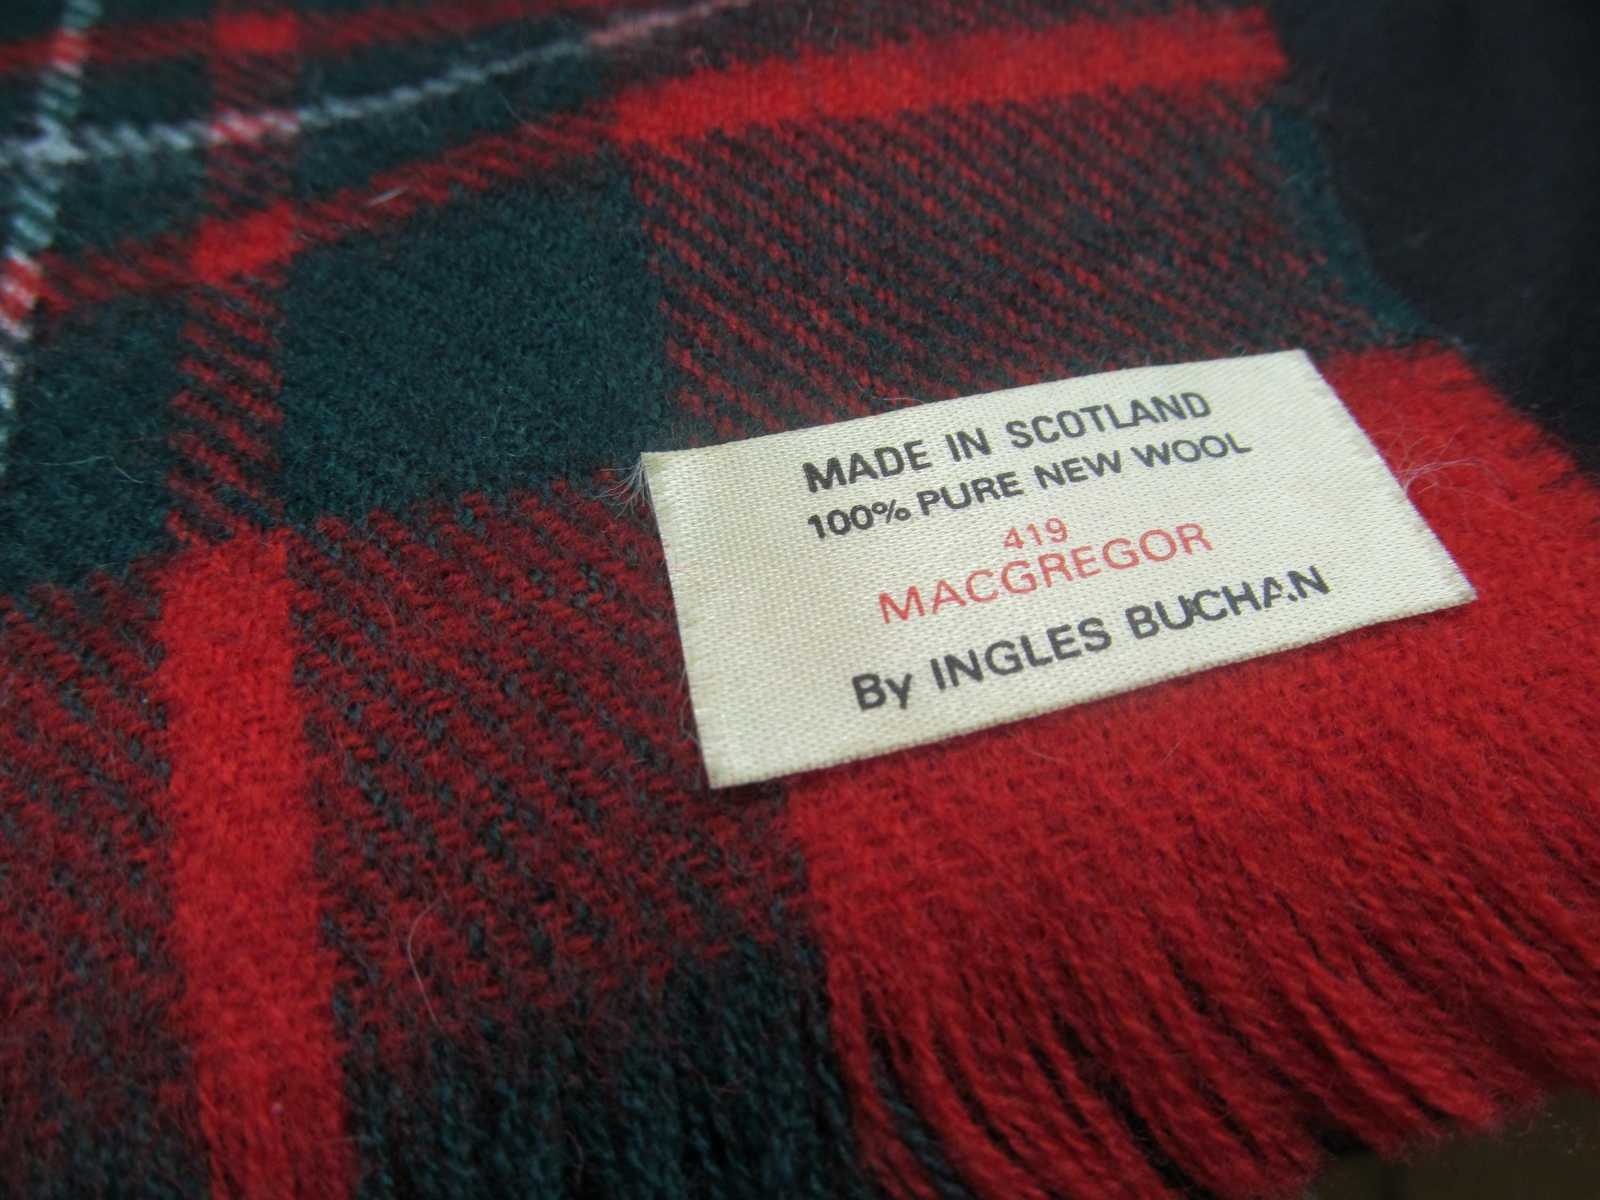 MADE IN SCOTLAND
100% PURE NEW WOOL
419
MACGREGOR
By INGLES BUCHAN